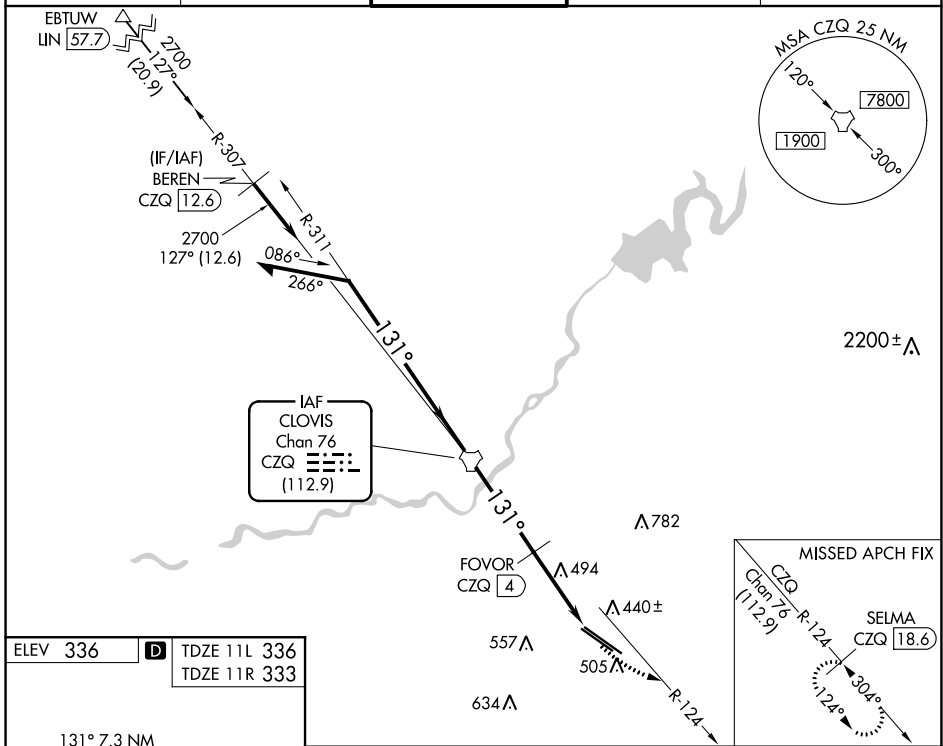 EBTUW
LIN 57.7
2700
127°
(20.9)
R-307
(IF/IAF)
BEREN
CZQ 12.6
2700
127° (12.6)
R-311
086°
266°
131°
MSA CZQ 25 NM
120°
7800
1900
300°
2200±
IAF
CLOVIS
Chan 76
CZQ
(112.9)
131°
782
FOVOR
CZQ 4
494
440±
557
505
634
R-124
MISSED APCH FIX
CZQ
Chan 76
(112.9)
R-124
SELMA
CZQ 18.6
304°
124°
ELEV 336
D
TDZE 11L 336
TDZE 11R 333
131° 7.3 NM